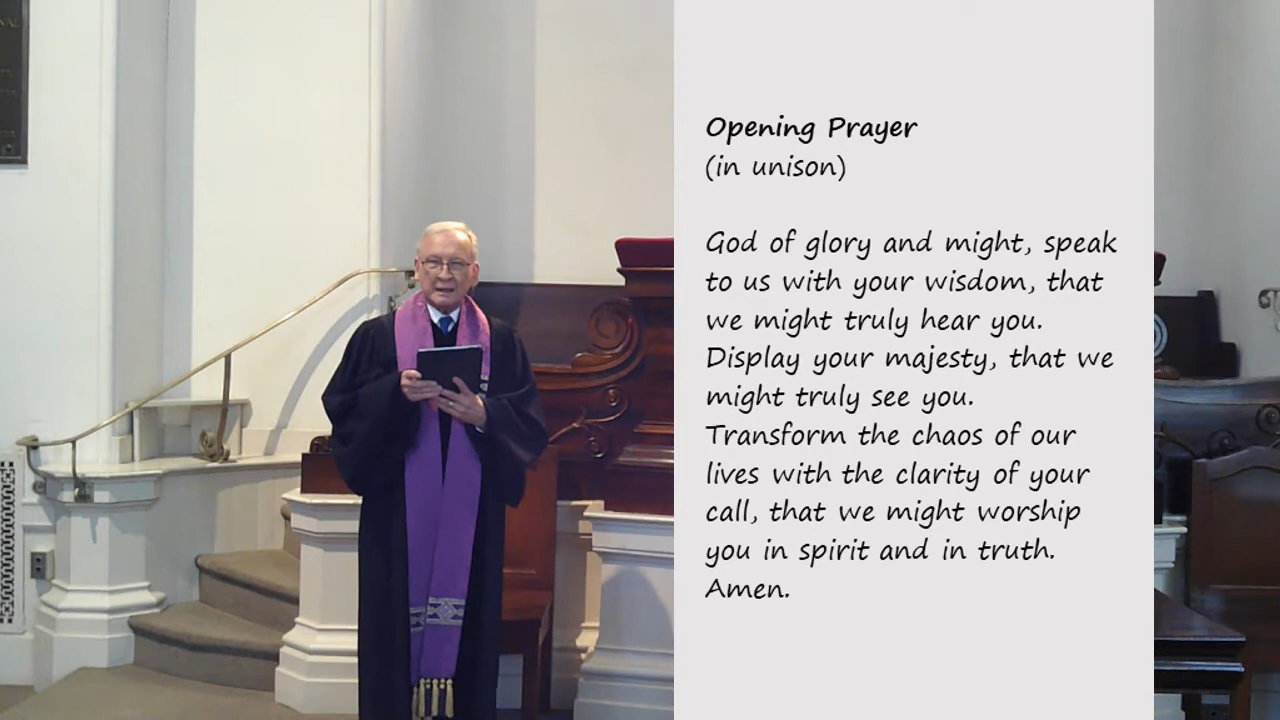 Opening Prayer
(in unison)
God of glory and might, speak
to us with your wisdom, that
we might truly hear you.
Display your majesty, that we
might truly see you.
Transform the chaos of our
lives with the clarity of your
call, that we might worship
you in spirit and in truth.
Amen.